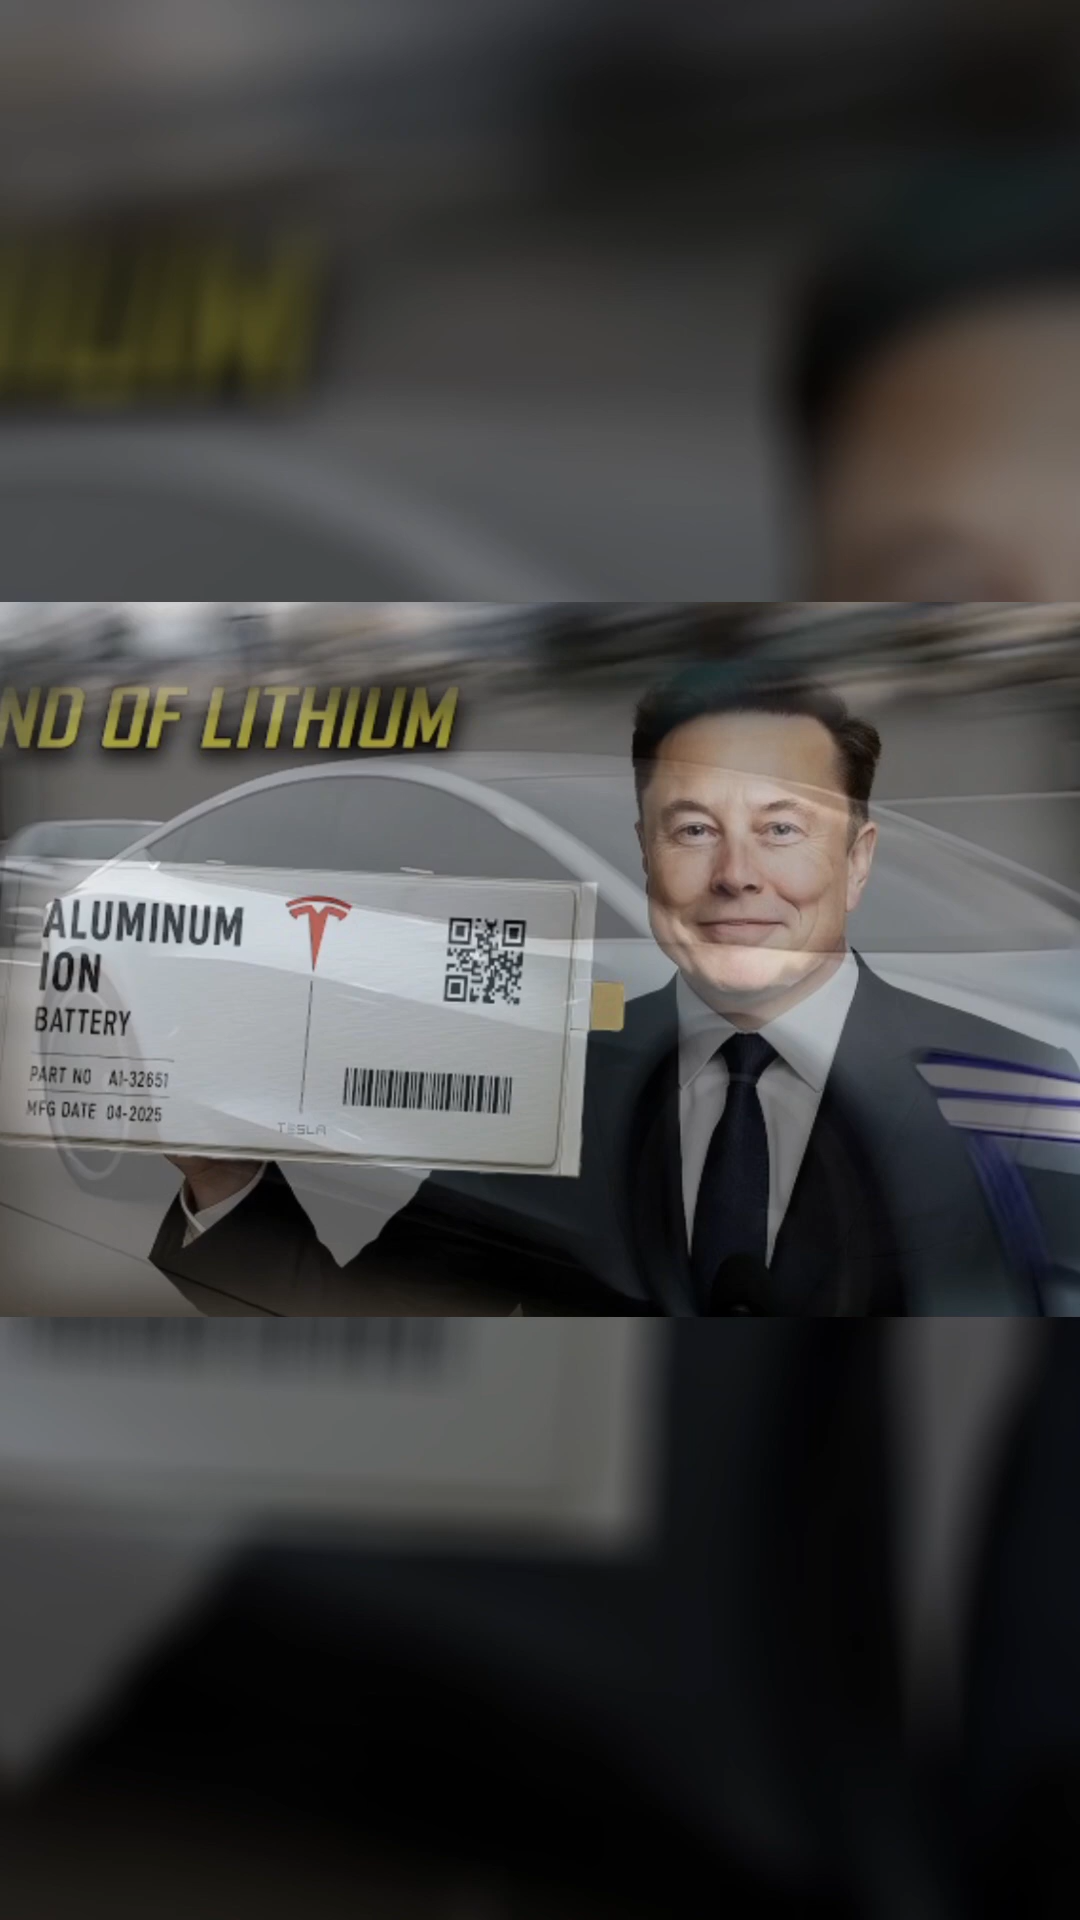 ND OF LITHIUM
ALUMINUM
ION
BATTERY
PART NO A1-32651
MFG DATE 04-2025
TESLA